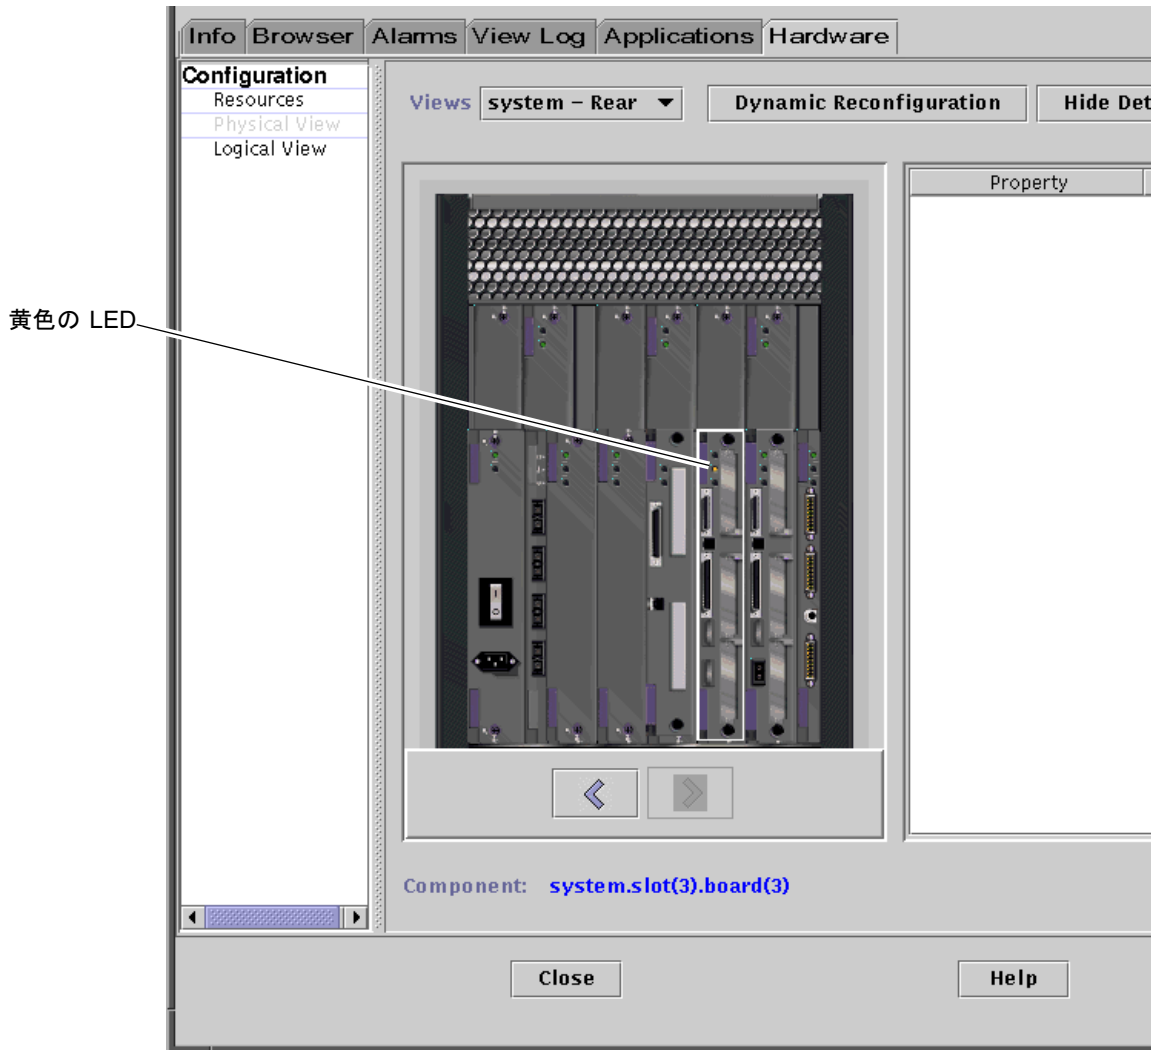 Info Browser Alarms View Log Applications Hardware
Configuration
Resources
Physical View
Logical View
Views system – Rear Dynamic Reconfiguration Hide Det
Property
黄色の LED
Component: system.slot(3).board(3)
Close Help